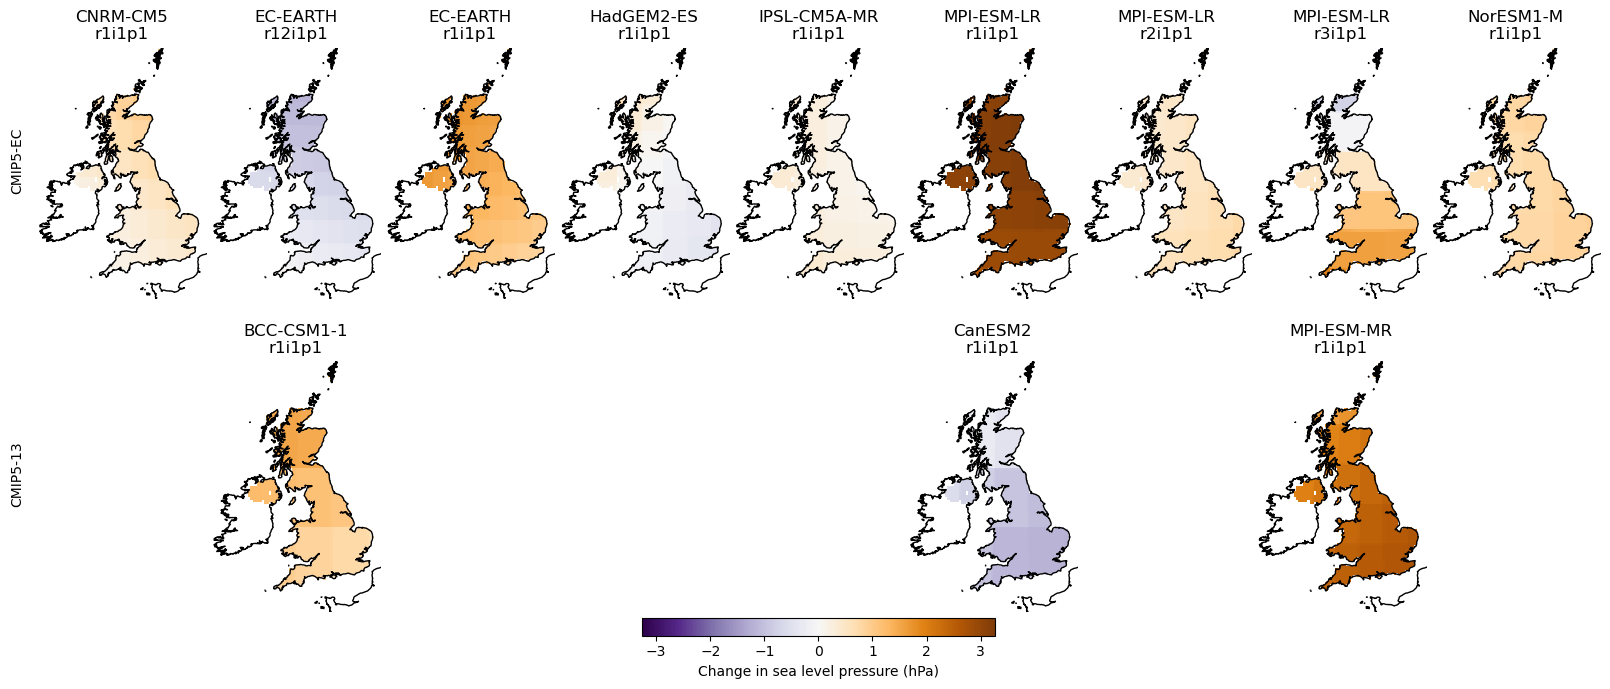 CNRM-CM5
r1i1p1
EC-EARTH
r12i1p1
EC-EARTH
r1i1p1
HadGEM2-ES
r1i1p1
IPSL-CM5A-MR
r1i1p1
MPI-ESM-LR
r1i1p1
MPI-ESM-LR
r2i1p1
MPI-ESM-LR
r3i1p1
NorESM1-M
r1i1p1
CMIP5-EC
BCC-CSM1-1
r1i1p1
CanESM2
r1i1p1
MPI-ESM-MR
r1i1p1
CMIP5-13
−3 −2 −1 0 1 2 3
Change in sea level pressure (hPa)